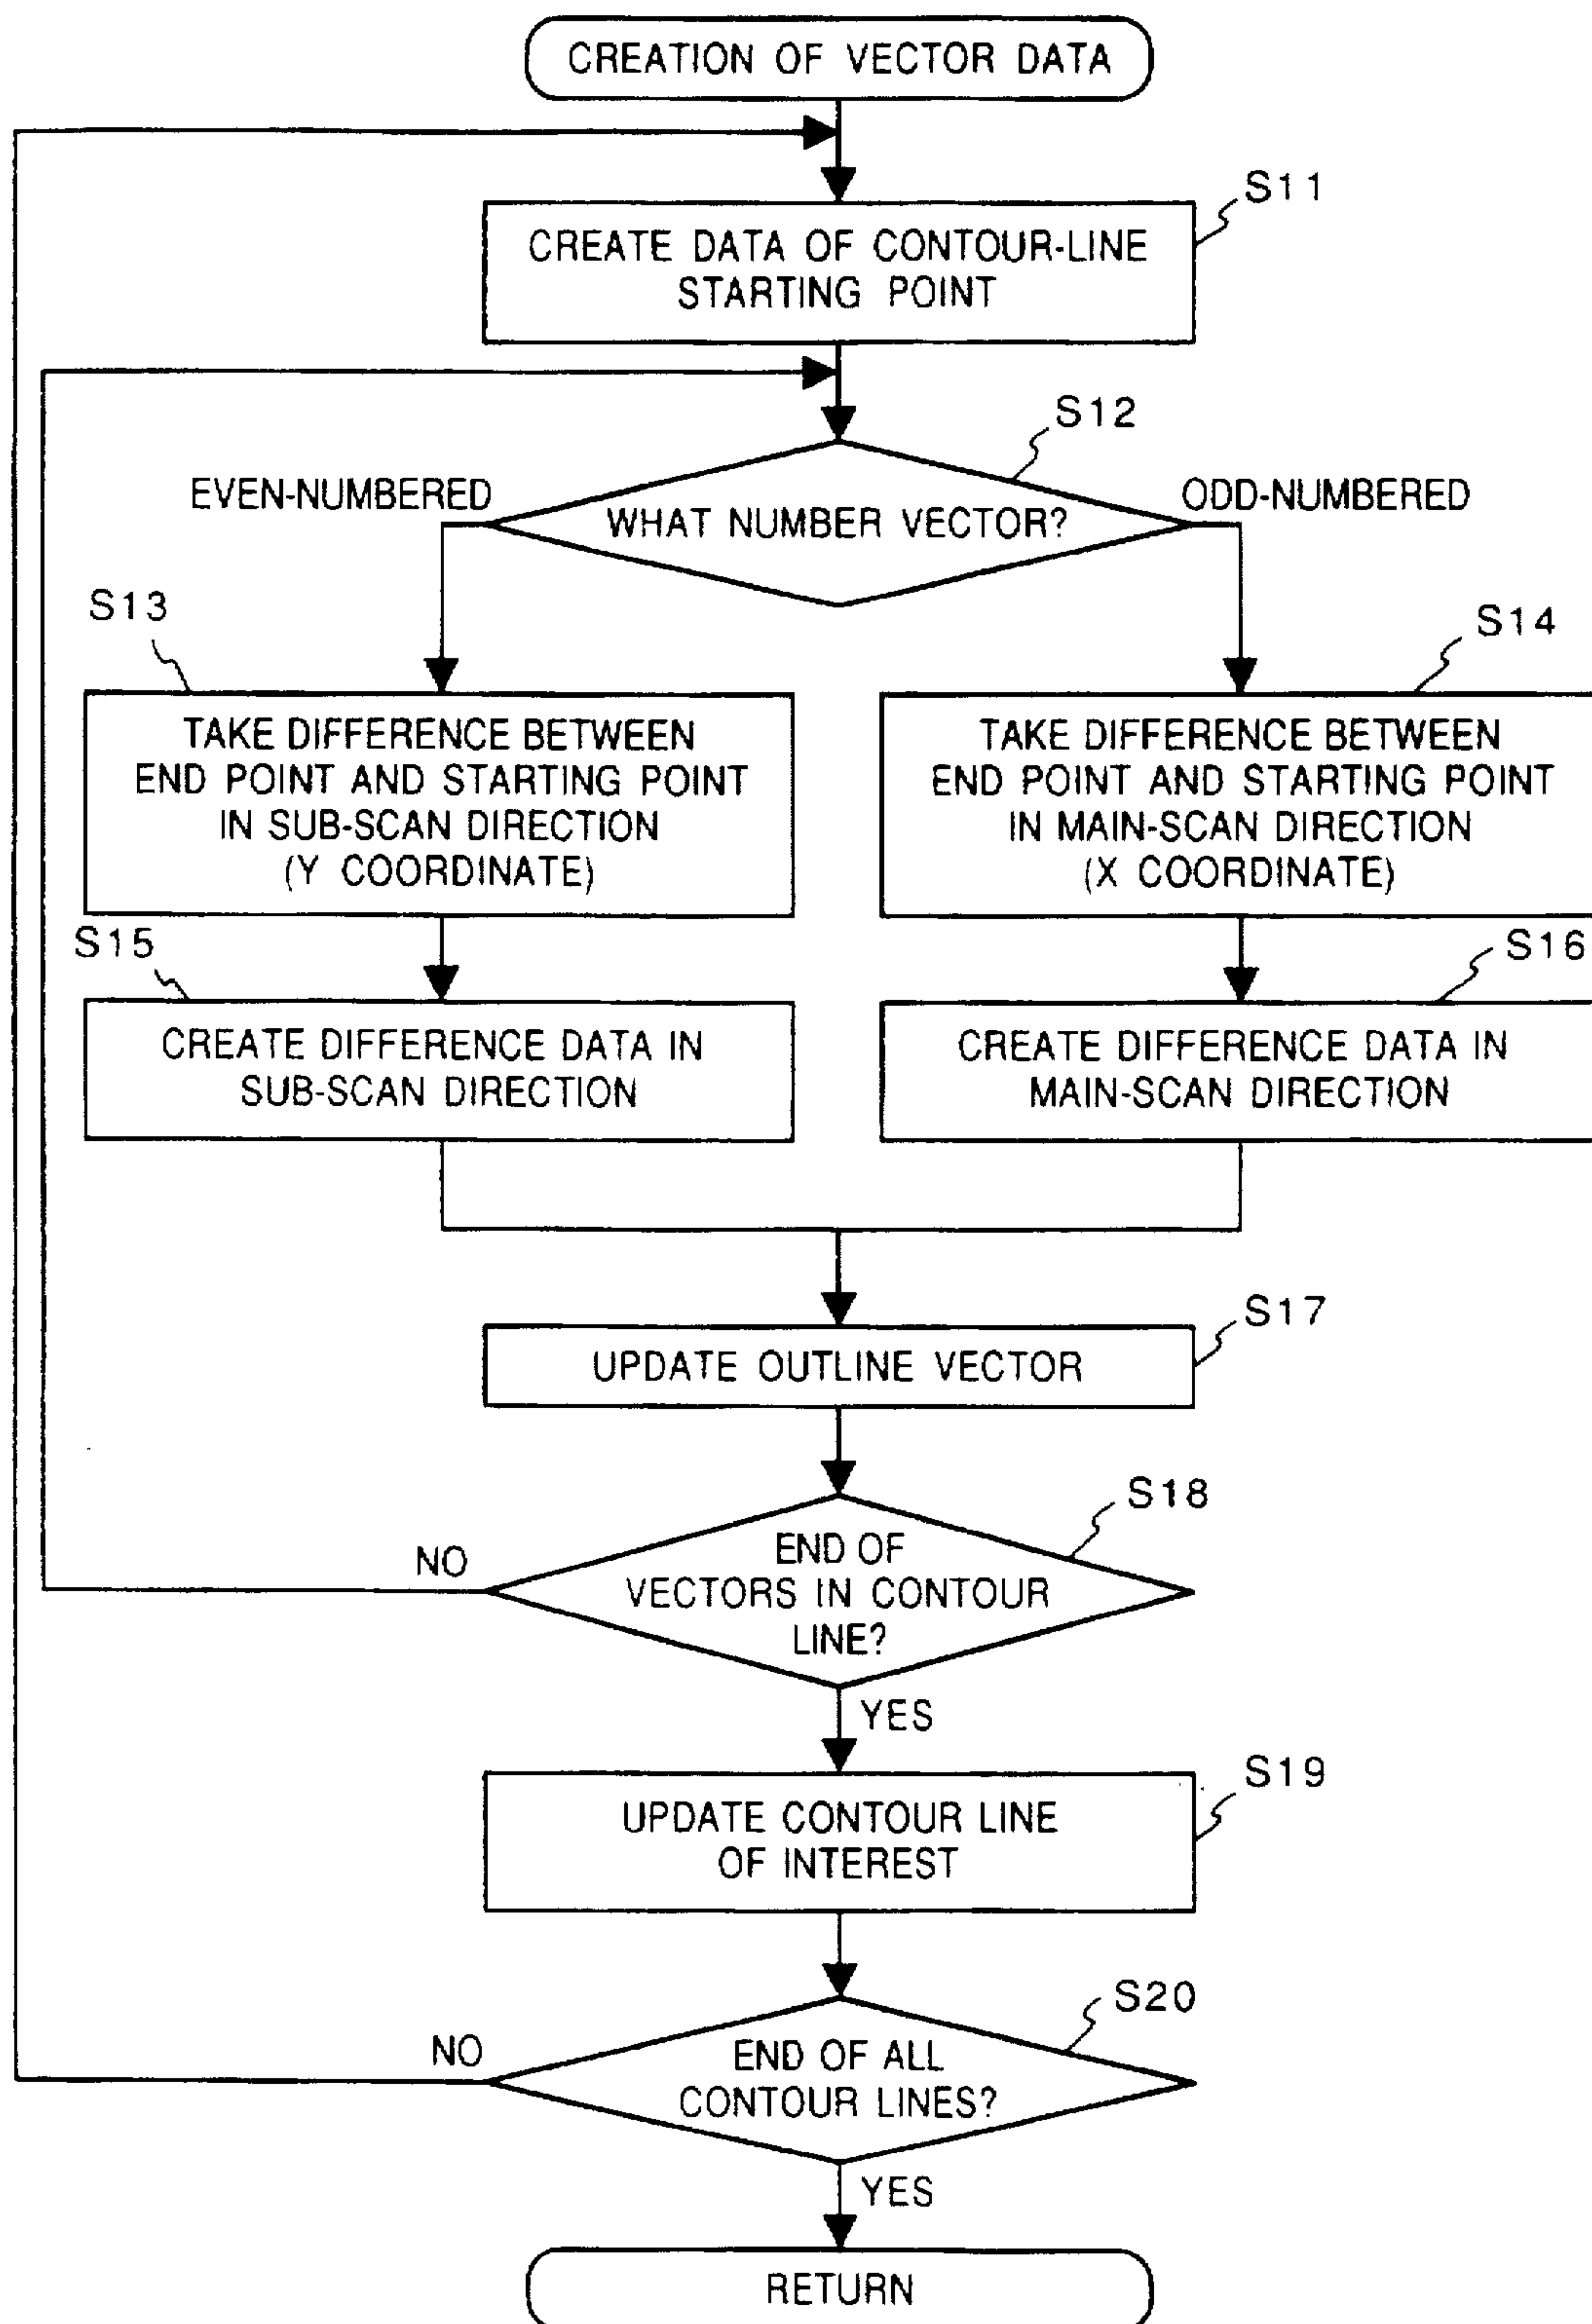 CREATION OF VECTOR DATA
S11
CREATE DATA OF CONTOUR-LINE
STARTING POINT
S12
EVEN-NUMBERED
ODD-NUMBERED
WHAT NUMBER VECTOR?
S13
S14
TAKE DIFFERENCE BETWEEN
END POINT AND STARTING POINT
IN SUB-SCAN DIRECTION
(Y COORDINATE)
TAKE DIFFERENCE BETWEEN
END POINT AND STARTING POINT
IN MAIN-SCAN DIRECTION
(X COORDINATE)
S15
S16
CREATE DIFFERENCE DATA IN
SUB-SCAN DIRECTION
CREATE DIFFERENCE DATA IN
MAIN-SCAN DIRECTION
S17
UPDATE OUTLINE VECTOR
S18
NO
END OF
VECTORS IN CONTOUR
LINE?
YES
S19
UPDATE CONTOUR LINE
OF INTEREST
S20
NO
END OF ALL
CONTOUR LINES?
YES
RETURN